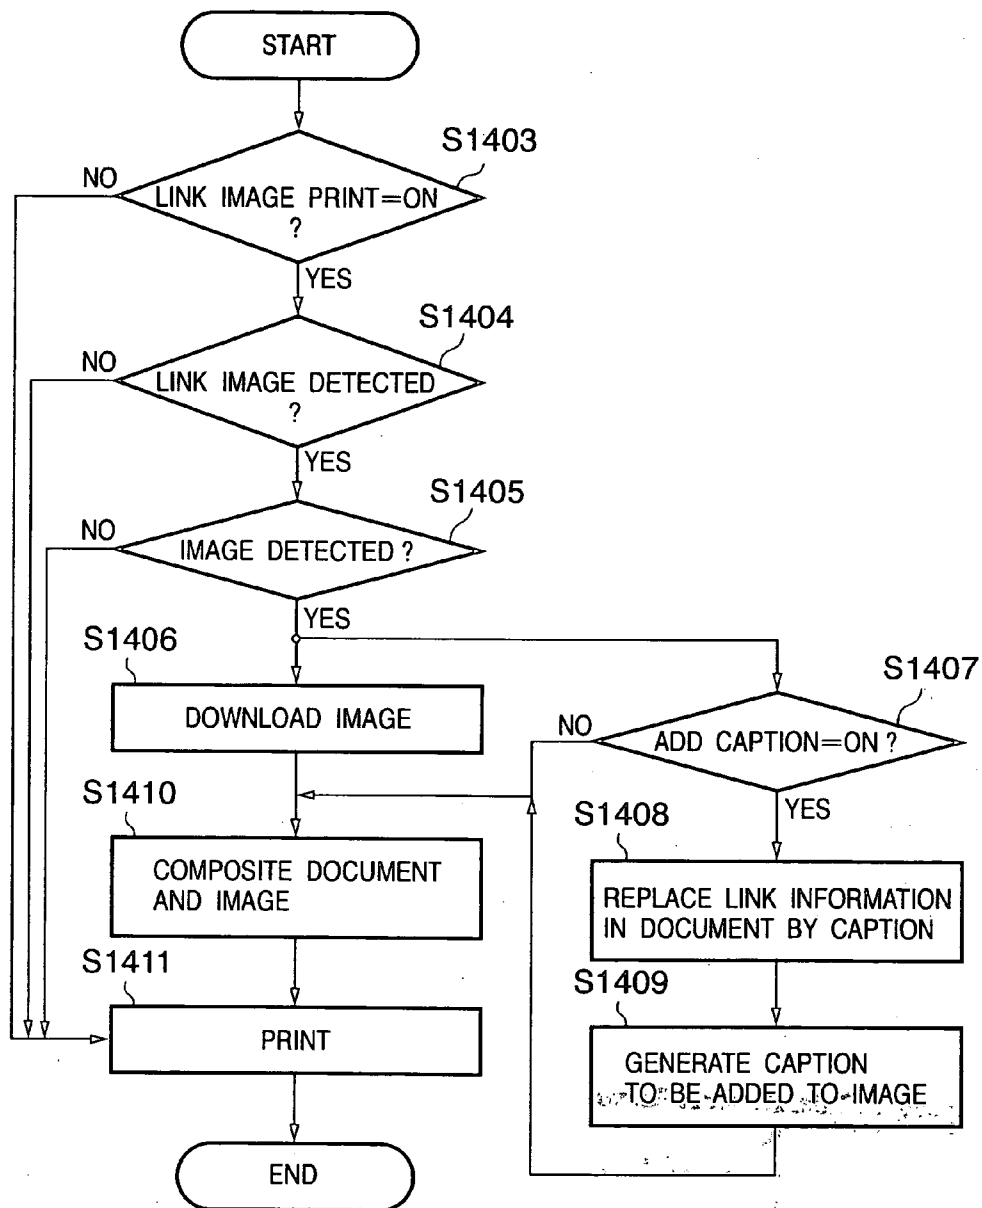 START
S1403
NO
LINK IMAGE PRINT=ON
?
YES
S1404
NO
LINK IMAGE DETECTED
?
YES
S1405
NO
IMAGE DETECTED ?
YES
S1406
DOWNLOAD IMAGE
S1407
NO
ADD CAPTION=ON ?
YES
S1408
REPLACE LINK INFORMATION
IN DOCUMENT BY CAPTION
S1409
GENERATE CAPTION
TO BE ADDED TO IMAGE
S1410
COMPOSITE DOCUMENT
AND IMAGE
S1411
PRINT
END